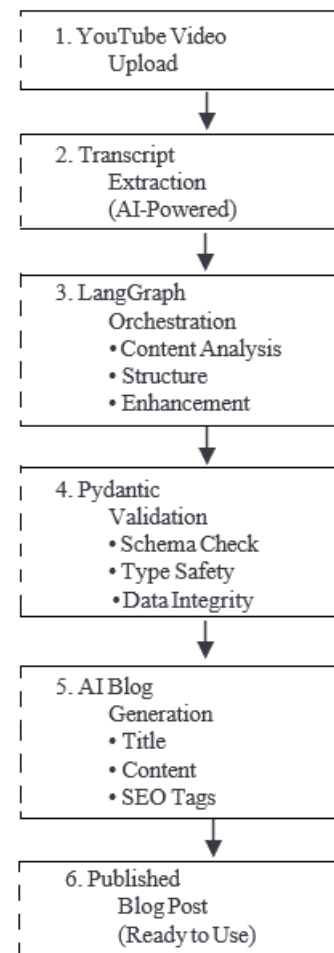 1. YouTube Video
Upload
2. Transcript
Extraction
(AI-Powered)
3. LangGraph
Orchestration
• Content Analysis
• Structure
• Enhancement
4. Pydantic
Validation
• Schema Check
• Type Safety
• Data Integrity
5. AI Blog
Generation
• Title
• Content
• SEO Tags
6. Published
Blog Post
(Ready to Use)